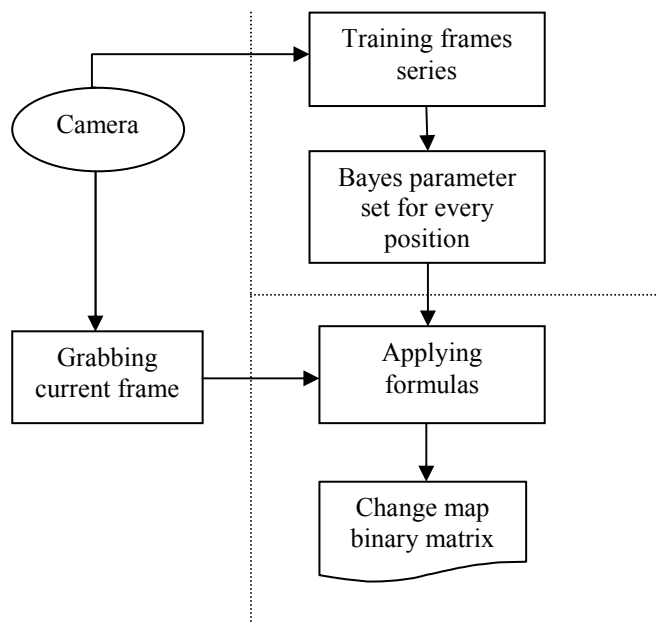 Training frames
series
Camera
Bayes parameter
set for every
position
Grabbing
current frame
Applying
formulas
Change map
binary matrix